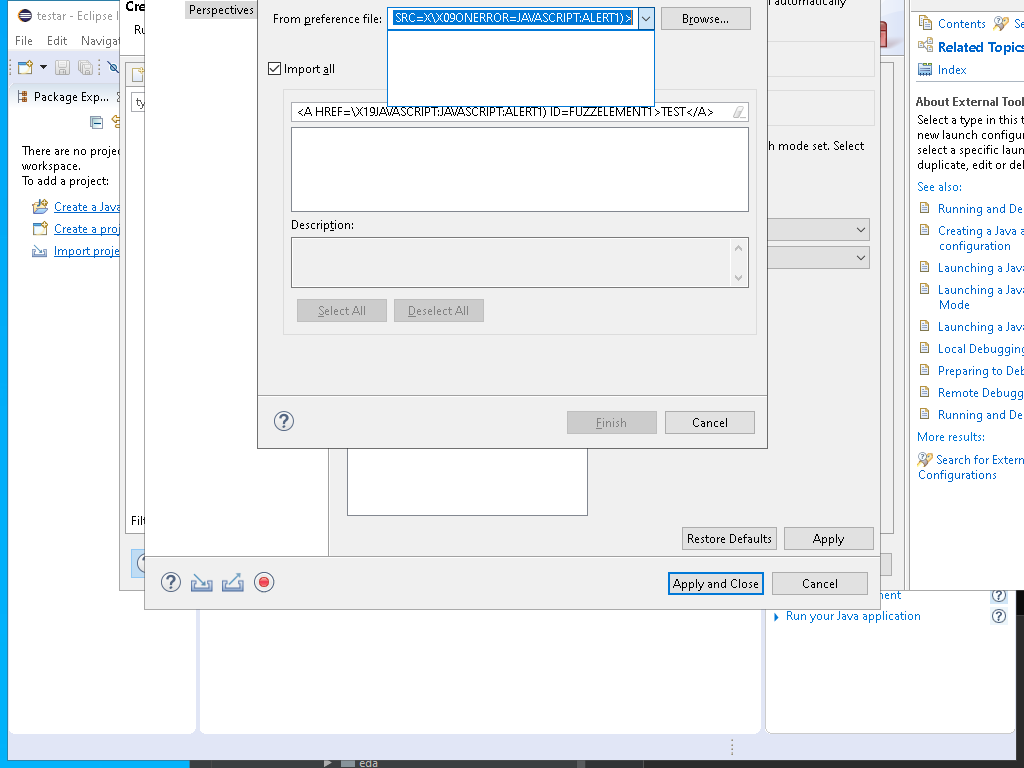 testar - Eclipse
File Edit Navigat
Package Exp...
There are no proje
workspace.
To add a project:
Create a Java
Create a proj
Import proje
Cre
Ru
ty
Filt
Perspectives
From preference file:
SRC=X\X09ONERROR=JAVASCRIPT:ALERT1)>
Browse...
Import all
<A HREF=\X19JAVASCRIPT:JAVASCRIPT:ALERT1) ID=FUZZELEMENT1>TEST</A>
Description:
Select All
Deselect All
Finish
Cancel
automatically
h mode set. Select
Restore Defaults
Apply
Apply and Close
Cancel
Contents
Se
Related Topics
Index
About External Tool
Select a type in this t
new launch configur
select a specific laun
duplicate, edit or del
See also:
Running and De
Creating a Java a
configuration
Launching a Java
Launching a Java
Mode
Launching a Java
Local Debugging
Preparing to Deb
Remote Debugg
Running and De
More results:
Search for Extern
Configurations
ment
Run your Java application
eda